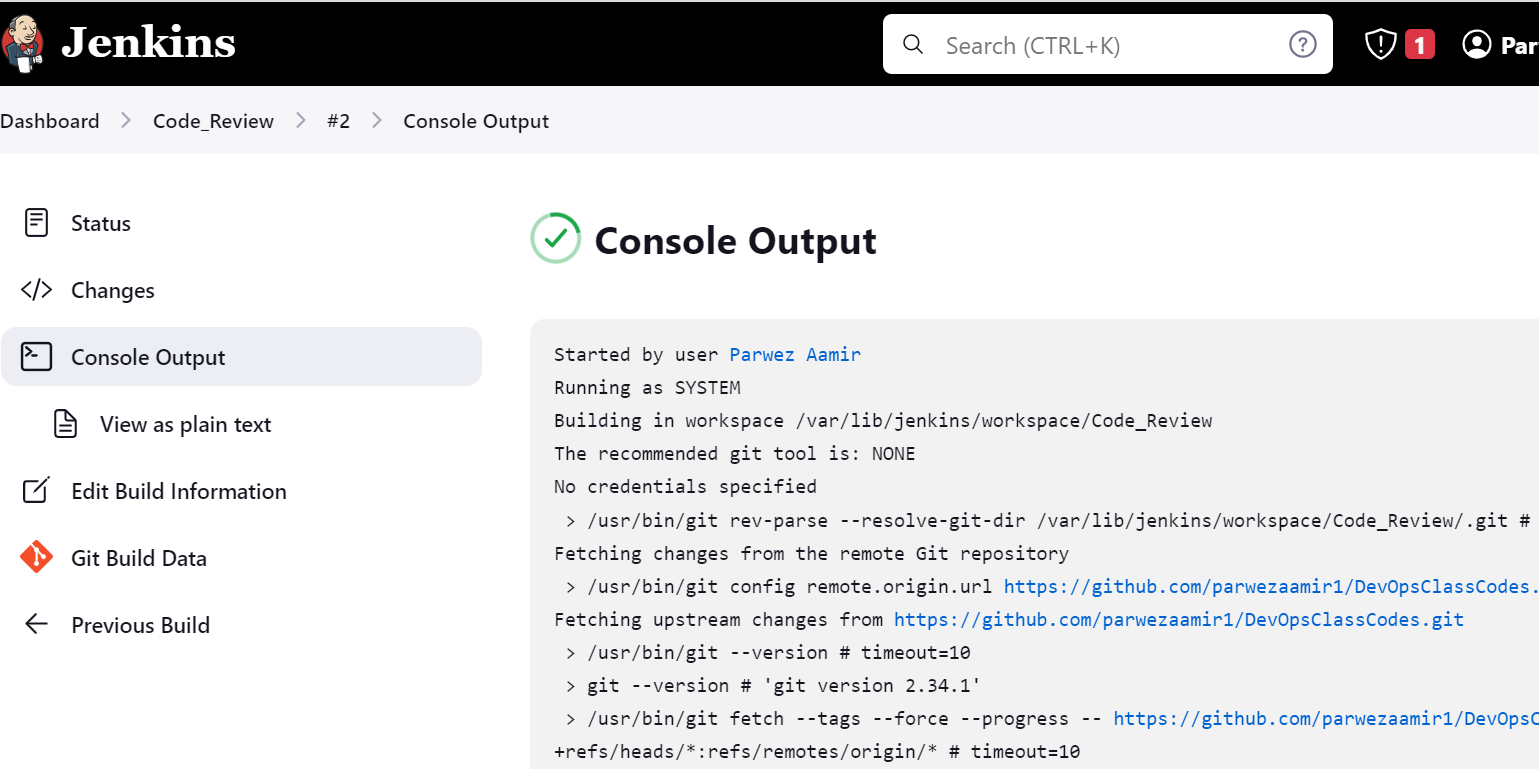 Jenkins
Search (CTRL+K)
1
Par
Dashboard > Code_Review > #2 > Console Output
Status
Changes
Console Output
View as plain text
Edit Build Information
Git Build Data
Previous Build
Console Output
Started by user Parwez Aamir
Running as SYSTEM
Building in workspace /var/lib/jenkins/workspace/Code_Review
The recommended git tool is: NONE
No credentials specified
> /usr/bin/git rev-parse --resolve-git-dir /var/lib/jenkins/workspace/Code_Review/.git #
Fetching changes from the remote Git repository
> /usr/bin/git config remote.origin.url https://github.com/parwezaamir1/DevOpsClassCodes.
Fetching upstream changes from https://github.com/parwezaamir1/DevOpsClassCodes.git
> /usr/bin/git --version # timeout=10
> git --version # 'git version 2.34.1'
> /usr/bin/git fetch --tags --force --progress -- https://github.com/parwezaamir1/DevOpsC
+refs/heads/*:refs/remotes/origin/* # timeout=10